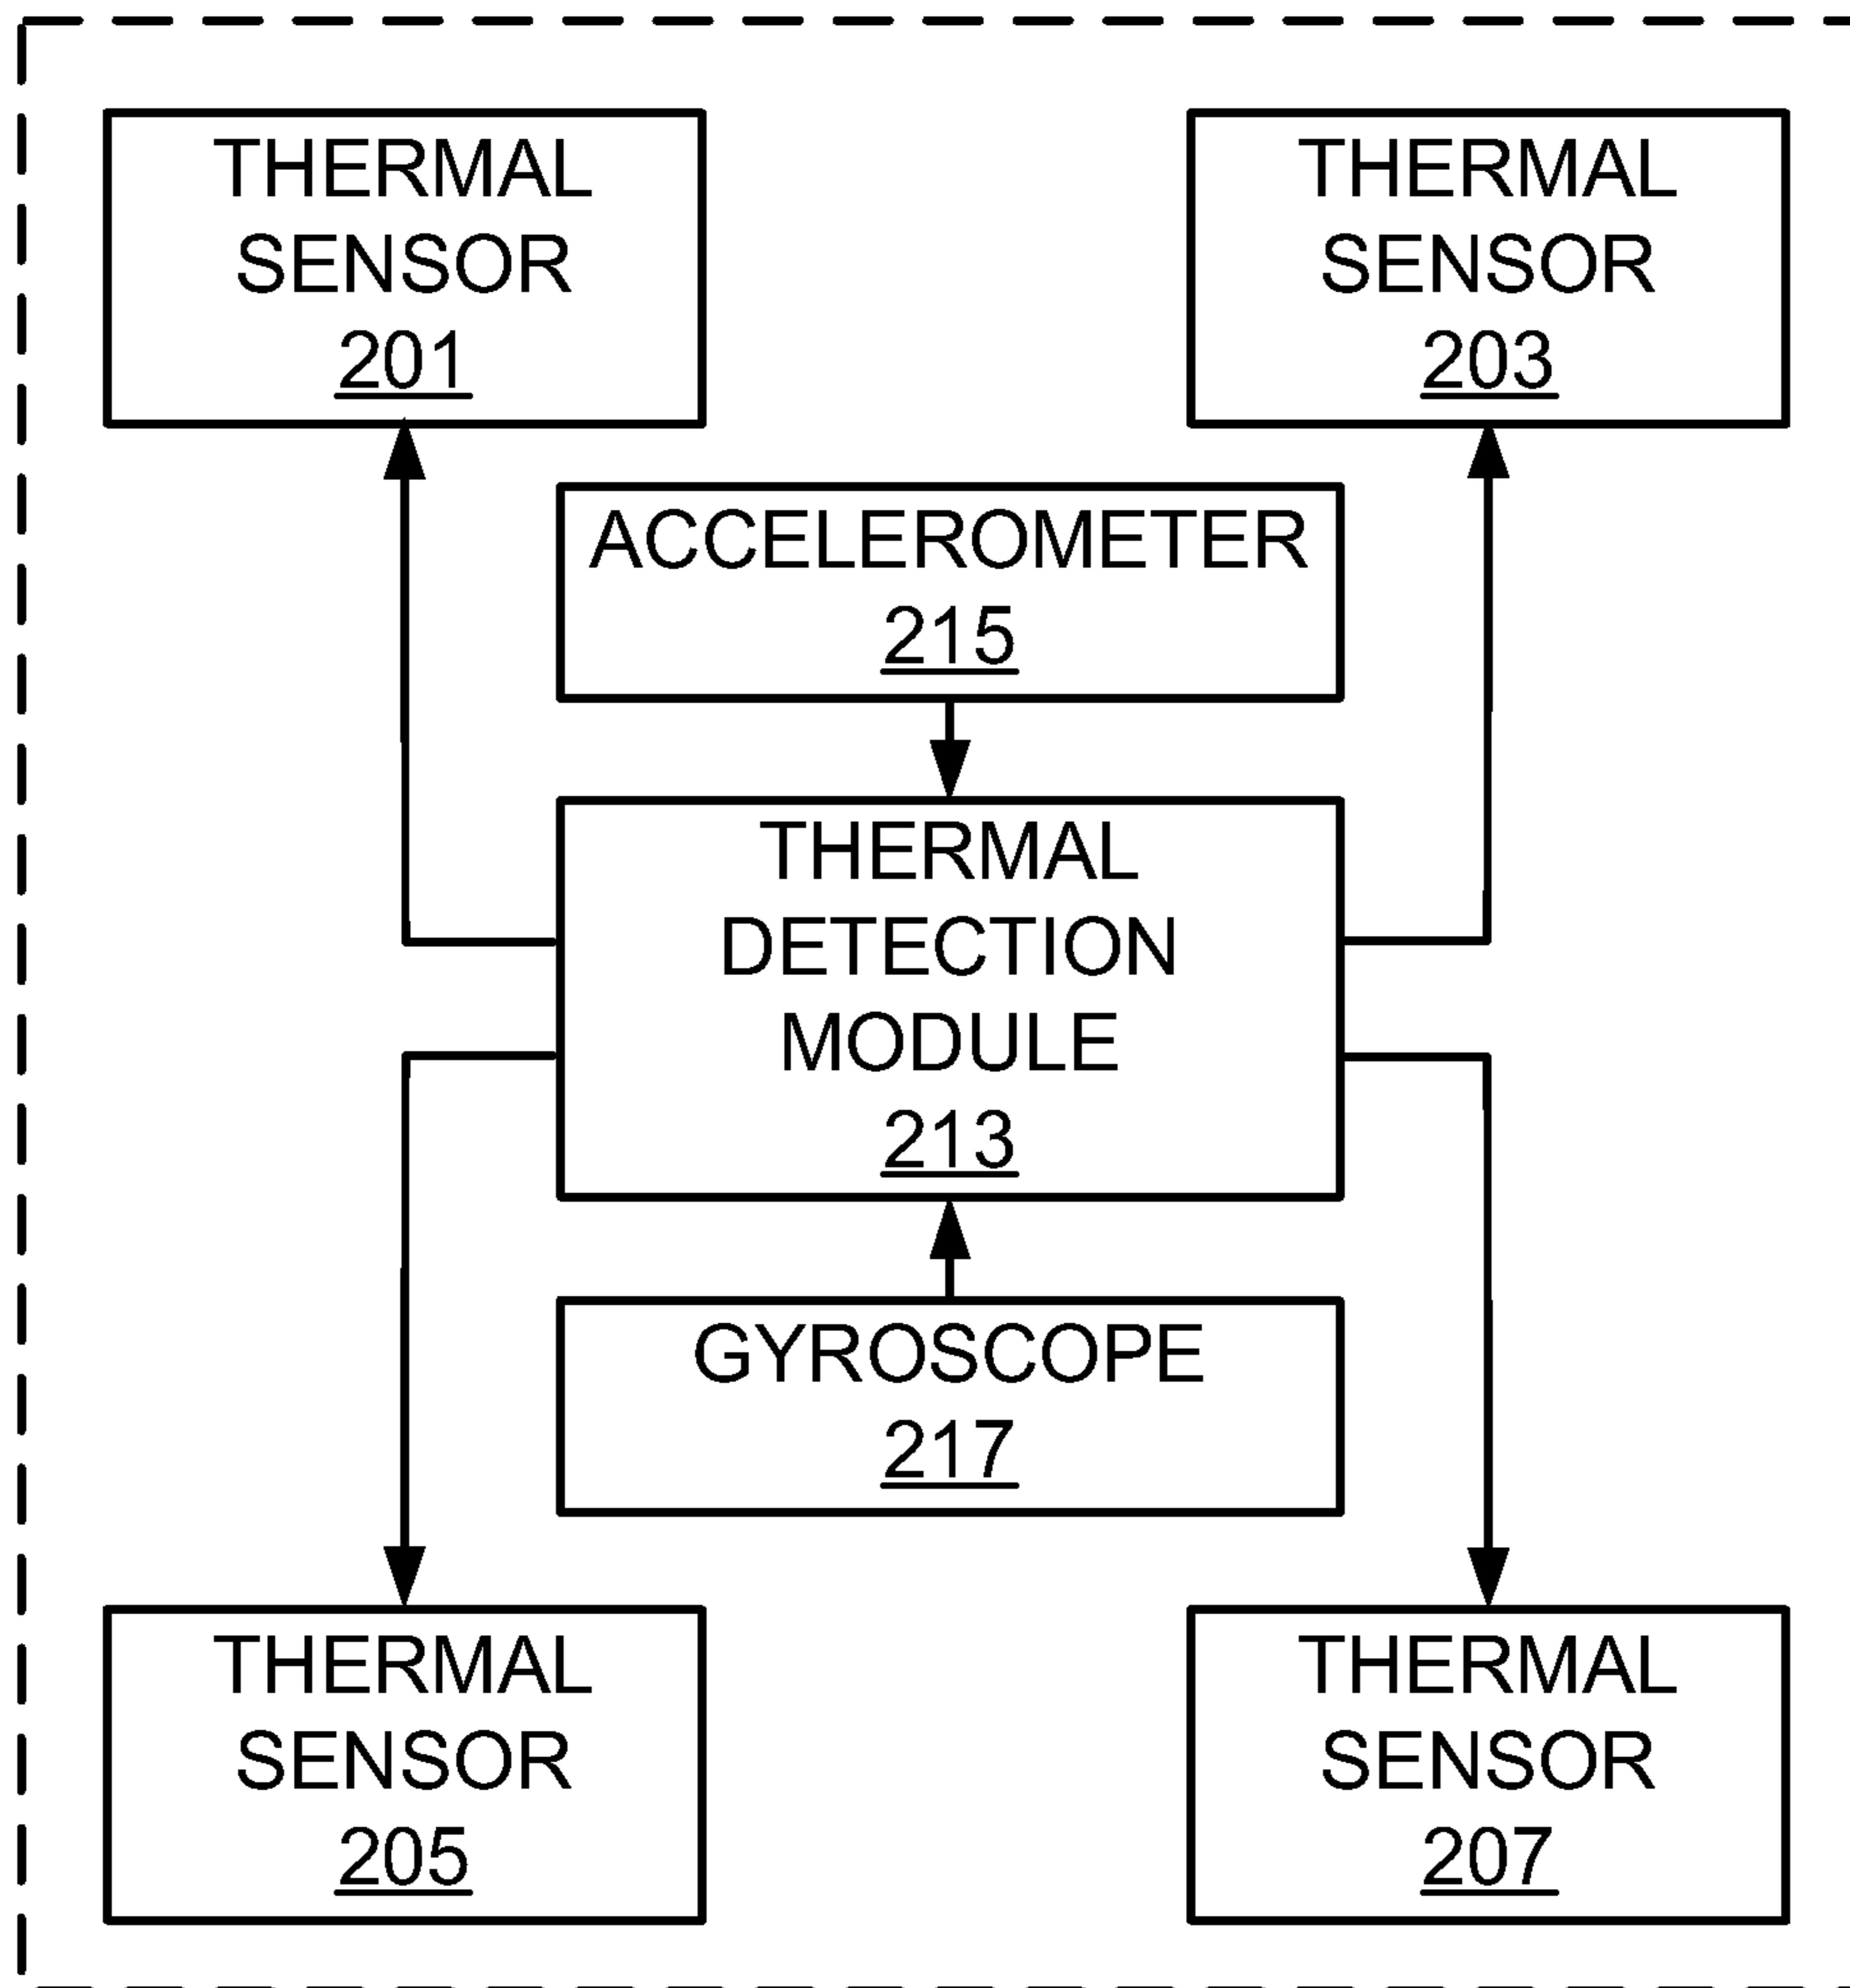 THERMAL
SENSOR
201
THERMAL
SENSOR
203
ACCELEROMETER
215
THERMAL
DETECTION
MODULE
213
GYROSCOPE
217
THERMAL
SENSOR
205
THERMAL
SENSOR
207